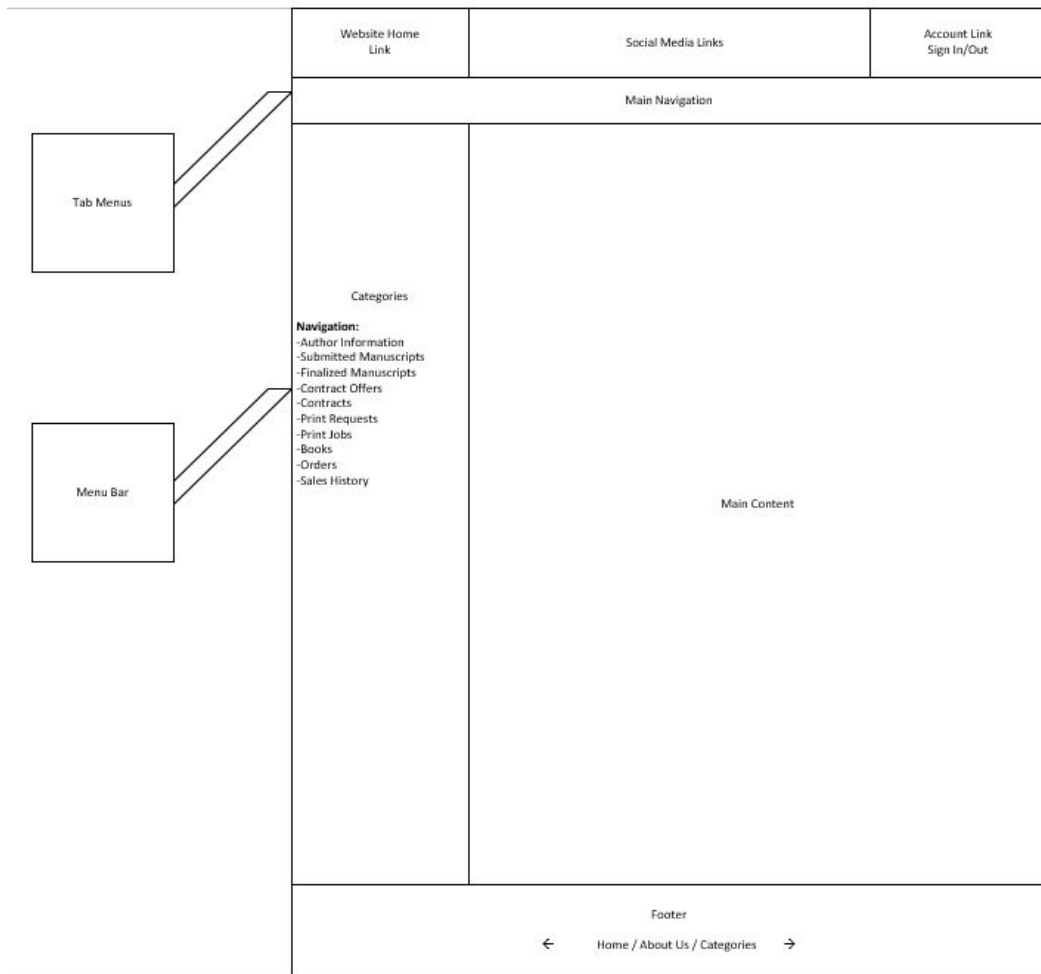 Website Home
Link
Social Media Links
Account Link
Sign In/Out
Main Navigation
Tab Menus
Categories
Navigation:
-Author Information
-Submitted Manuscripts
-Finalized Manuscripts
-Contract Offers
-Contracts
-Print Requests
-Print Jobs
-Books
-Orders
-Sales History
Menu Bar
Main Content
Footer
← Home / About Us / Categories →